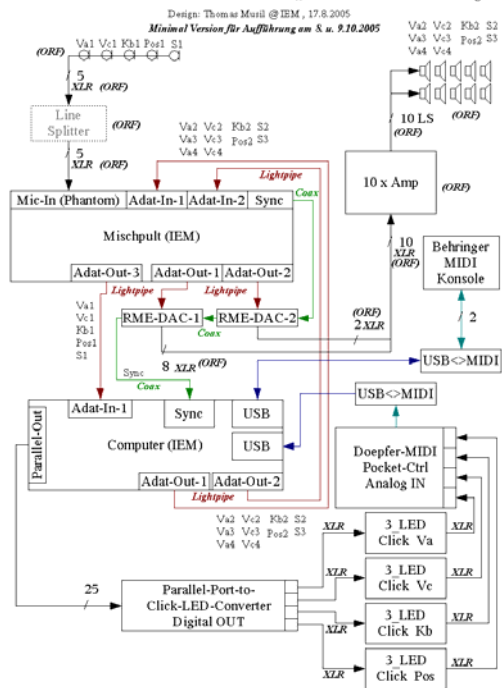 Design: Thomas Musil @ IEM , 17.8.2005
Minimal Version für Aufführung am 8. u. 9.10.2005
Va1 Vc1 Kb1 Pos1 S1
(ORF)
5
XLR (ORF)
Line
Splitter
(ORF)
5
XLR
Va2 Vc2 Kb2 S2
Va3 Vc3 Pos2 S3
Va4 Vc4
10 LS
(ORF)
10 x Amp
(ORF)
10
XLR
(ORF)
Va2 Vc2 Kb2 S2
Va3 Vc3 Pos2 S3
Va4 Vc4
Lightpipe
Coax
Mic-In (Phantom)
Adat-In-1
Adat-In-2
Sync
Mischpult (IEM)
Adat-Out-3
Adat-Out-1
Adat-Out-2
Lightpipe
Lightpipe
Va1
Vc1
Kb1
Pos1
S1
RME-DAC-1
Coax
RME-DAC-2
(ORF)
2 XLR
8 XLR (ORF)
Behringer
MIDI
Konsole
2
USB<>MIDI
Sync
Coax
USB<>MIDI
Parallel-Out
Adat-In-1
Sync
USB
USB
Computer (IEM)
Adat-Out-1
Adat-Out-2
Lightpipe
Va2 Vc2 Kb2 S2
Va3 Vc3 Pos2 S3
Va4 Vc4
Doepfer-MIDI
Pocket-Ctrl
Analog IN
25
Parallel-Port-to-
Click-LED-Converter
Digital OUT
XLR
3_LED
Click Va
XLR
XLR
3_LED
Click Vc
XLR
XLR
3_LED
Click Kb
XLR
XLR
3_LED
Click Pos
XLR